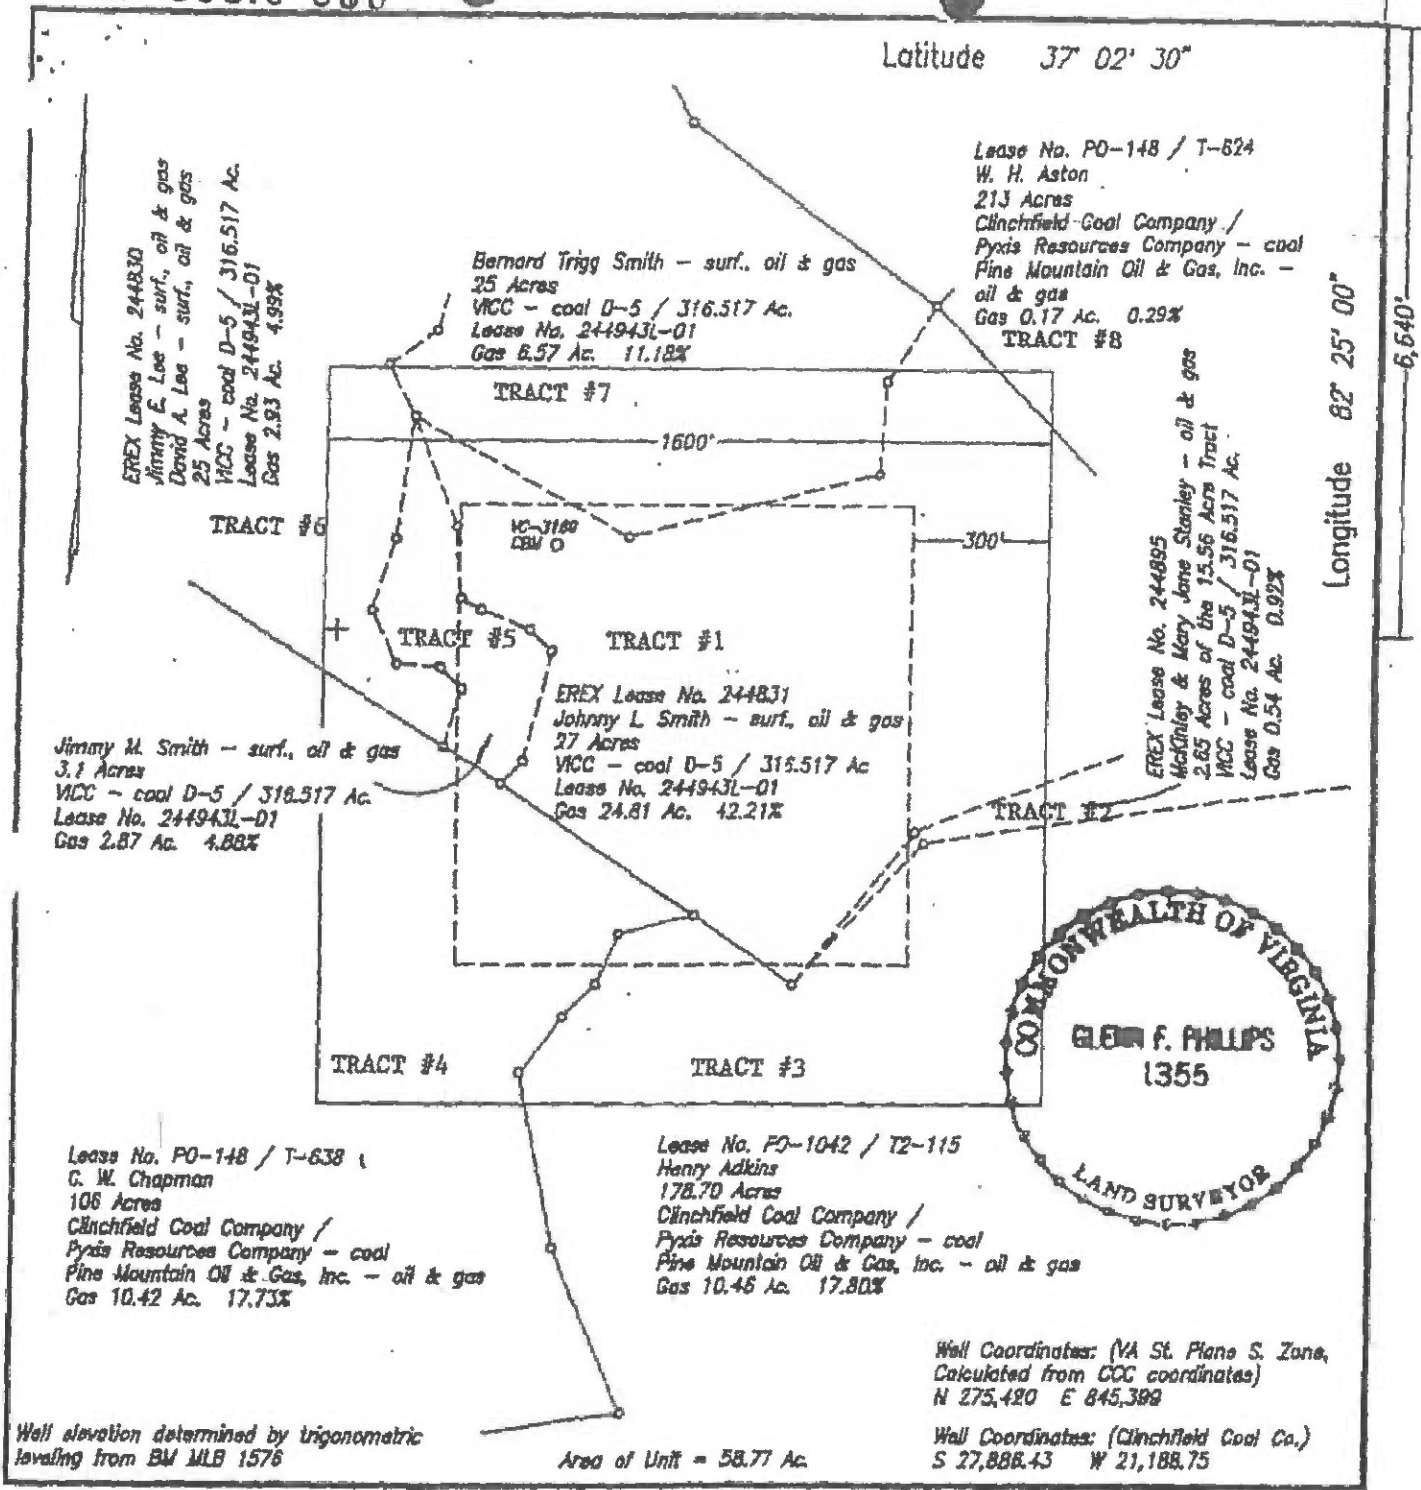 Latitude 37° 02' 30"
Lease No. PO-148 / T-624
W. H. Aston
213 Acres
Clinchfield Coal Company /
Pyxis Resources Company - coal
Pine Mountain Oil & Gas, Inc. -
oil & gas
Gas 0.17 Ac. 0.29%
TRACT #8
Longitude 82° 25' 00"
6,640'
EREX Lease No. 244830
Jimmy E. Lee - surf., oil & gas
David A. Lee - surf., oil & gas
25 Acres
VICC - coal D-5 / 316.517 Ac.
Lease No. 244943L-01
Gas 2.93 Ac. 4.99%
TRACT #6
Bernard Trigg Smith - surf., oil & gas
25 Acres
VICC - coal D-5 / 316.517 Ac.
Lease No. 244943L-01
Gas 6.57 Ac. 11.18%
TRACT #7
1600'
VC-3160
CBM
300'
EREX Lease No. 244895
McKinley & Mary Jane Stanley - oil & gas
2.65 Acres of the 15.56 Acre Tract
VICC - coal D-5 / 316.517 Ac.
Lease No. 244943L-01
Gas 0.54 Ac. 0.92%
TRACT #2
TRACT #5
TRACT #1
EREX Lease No. 244831
Johnny L. Smith - surf., oil & gas
27 Acres
VICC - coal D-5 / 316.517 Ac
Lease No. 244943L-01
Gas 24.81 Ac. 42.21%
Jimmy M. Smith - surf., oil & gas
3.1 Acres
VICC - coal D-5 / 316.517 Ac.
Lease No. 244943L-01
Gas 2.87 Ac. 4.88%
TRACT #4
TRACT #3
COMMONWEALTH OF VIRGINIA
GLENN F. PHILLIPS
1355
LAND SURVEYOR
Lease No. PO-148 / T-638
C. W. Chapman
106 Acres
Clinchfield Coal Company /
Pyxis Resources Company - coal
Pine Mountain Oil & Gas, Inc. - oil & gas
Gas 10.42 Ac. 17.73%
Lease No. PO-1042 / T2-115
Henry Adkins
178.70 Acres
Clinchfield Coal Company /
Pyxis Resources Company - coal
Pine Mountain Oil & Gas, Inc. - oil & gas
Gas 10.46 Ac. 17.80%
Well Coordinates: (VA St. Plane S. Zone,
Calculated from CCC coordinates)
N 275,420 E 845,399
Well Coordinates: (Clinchfield Coal Co.)
S 27,886.43 W 21,188.75
Well elevation determined by trigonometric
leveling from BM MLB 1576
Area of Unit = 58.77 Ac.